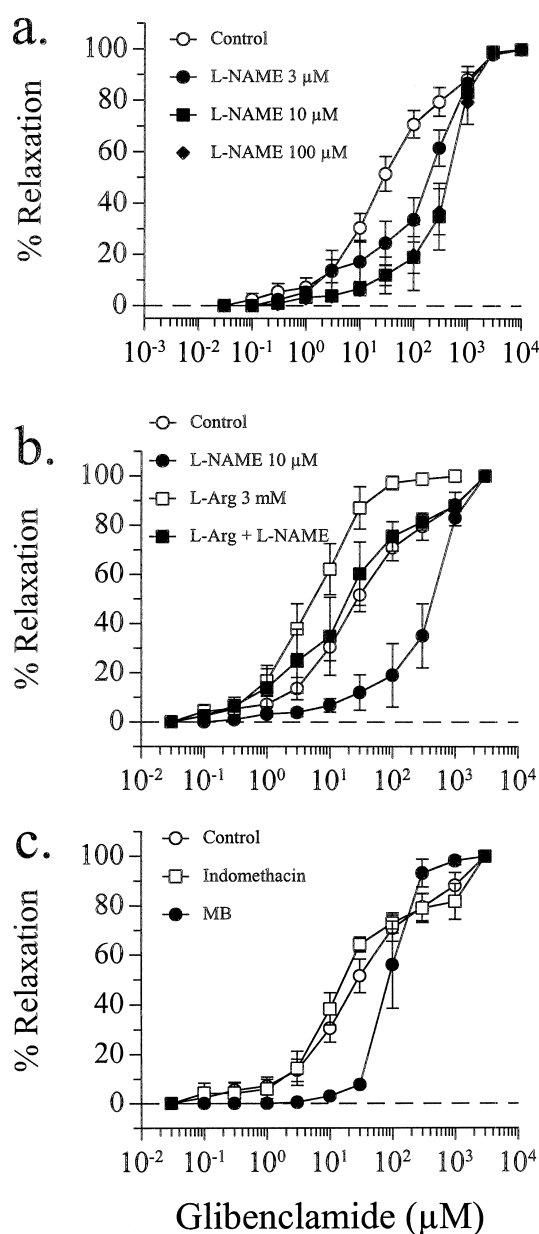 a.
% Relaxation
100
80
60
40
20
0
Control
L-NAME 3 µM
L-NAME 10 µM
L-NAME 100 µM
10⁻³ 10⁻² 10⁻¹ 10⁰ 10¹ 10² 10³ 10⁴
b.
% Relaxation
100
80
60
40
20
0
Control
L-NAME 10 µM
L-Arg 3 mM
L-Arg + L-NAME
10⁻² 10⁻¹ 10⁰ 10¹ 10² 10³ 10⁴
c.
% Relaxation
100
80
60
40
20
0
Control
Indomethacin
MB
10⁻² 10⁻¹ 10⁰ 10¹ 10² 10³ 10⁴
Glibenclamide (µM)